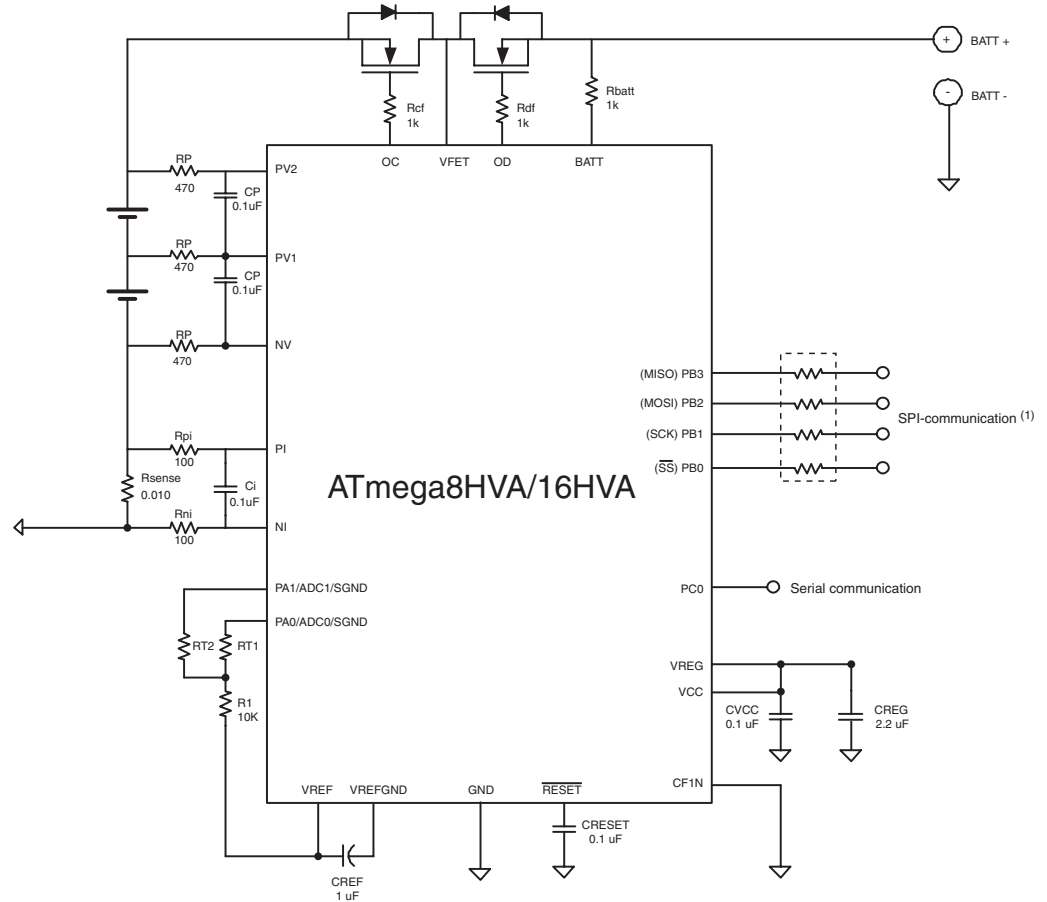 +
BATT +
-
BATT -
Rcf
1k
Rdf
1k
Rbatt
1k
OC
VFET
OD
BATT
RP
470
PV2
CP
0.1uF
RP
470
PV1
CP
0.1uF
RP
470
NV
(MISO) PB3
(MOSI) PB2
(SCK) PB1
(SS) PB0
SPI-communication (1)
Rpi
100
PI
Rsense
0.010
Ci
0.1uF
Rni
100
NI
ATmega8HVA/16HVA
PA1/ADC1/SGND
PA0/ADC0/SGND
RT2
RT1
R1
10K
PC0
Serial communication
VREG
VCC
CVCC
0.1 uF
CREG
2.2 uF
CF1N
VREF
VREFGND
GND
RESET
CRESET
0.1 uF
CREF
1 uF